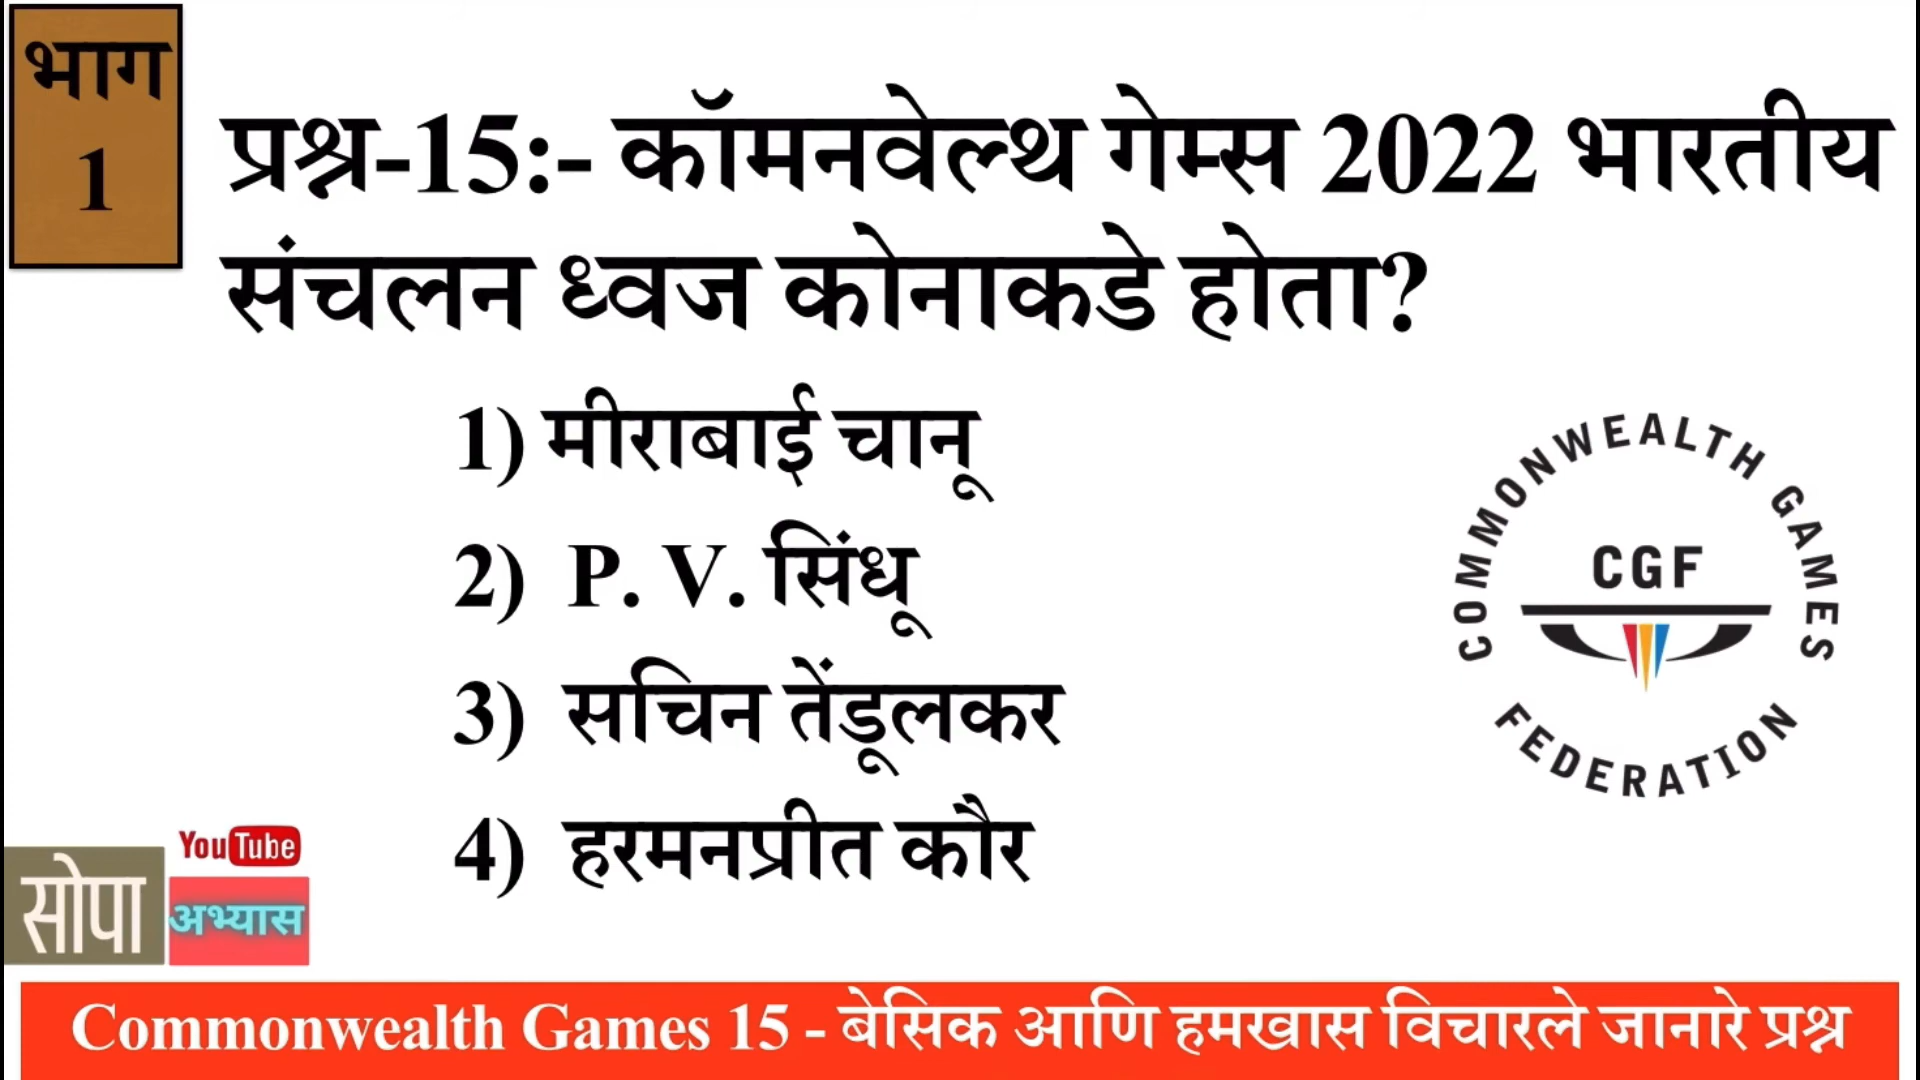 भाग
1
प्रश्न-15:- कॉमनवेल्थ गेम्स 2022 भारतीय
संचलन ध्वज कोनाकडे होता?
1) मीराबाई चानू
2) P. V. सिंधू
3) सचिन तेंडूलकर
4) हरमनप्रीत कौर
COMMONWEALTH GAMES
CGF
FEDERATION
YouTube
सोपा
अभ्यास
Commonwealth Games 15 - बेसिक आणि हमखास विचारले जानारे प्रश्न